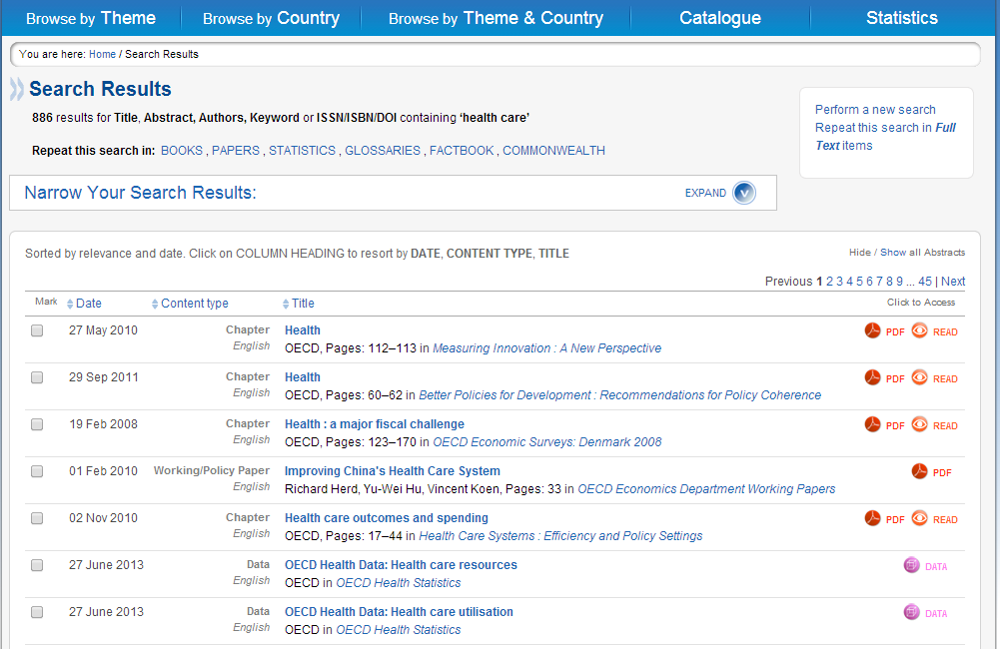 Browse by Theme Browse by Country Browse by Theme & Country Catalogue Statistics
You are here: Home / Search Results
Search Results
886 results for Title, Abstract, Authors, Keyword or ISSN/ISBN/DOI containing ‘health care’
Repeat this search in: BOOKS , PAPERS , STATISTICS , GLOSSARIES , FACTBOOK , COMMONWEALTH
Perform a new search
Repeat this search in Full
Text items
Narrow Your Search Results: EXPAND
Sorted by relevance and date. Click on COLUMN HEADING to resort by DATE, CONTENT TYPE, TITLE
Hide / Show all Abstracts
Previous 1 2 3 4 5 6 7 8 9 ... 45 | Next
Mark Date Content type Title Click to Access
27 May 2010 Chapter Health PDF READ
English OECD, Pages: 112–113 in Measuring Innovation : A New Perspective
29 Sep 2011 Chapter Health PDF READ
English OECD, Pages: 60–62 in Better Policies for Development : Recommendations for Policy Coherence
19 Feb 2008 Chapter Health : a major fiscal challenge PDF READ
English OECD, Pages: 123–170 in OECD Economic Surveys: Denmark 2008
01 Feb 2010 Working/Policy Paper Improving China's Health Care System PDF
English Richard Herd, Yu-Wei Hu, Vincent Koen, Pages: 33 in OECD Economics Department Working Papers
02 Nov 2010 Chapter Health care outcomes and spending PDF READ
English OECD, Pages: 17–44 in Health Care Systems : Efficiency and Policy Settings
27 June 2013 Data OECD Health Data: Health care resources DATA
English OECD in OECD Health Statistics
27 June 2013 Data OECD Health Data: Health care utilisation DATA
English OECD in OECD Health Statistics